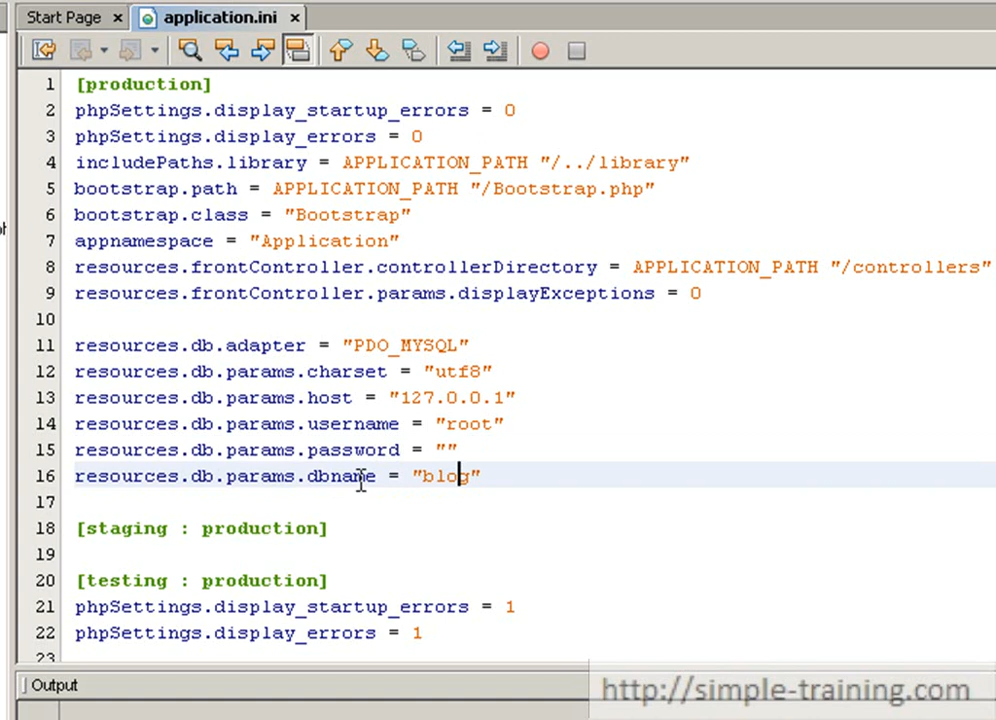 Start Page
application.ini
1 [production]
2 phpSettings.display_startup_errors = 0
3 phpSettings.display_errors = 0
4 includePaths.library = APPLICATION_PATH "/../library"
5 bootstrap.path = APPLICATION_PATH "/Bootstrap.php"
6 bootstrap.class = "Bootstrap"
7 appnamespace = "Application"
8 resources.frontController.controllerDirectory = APPLICATION_PATH "/controllers"
9 resources.frontController.params.displayExceptions = 0
10
11 resources.db.adapter = "PDO_MYSQL"
12 resources.db.params.charset = "utf8"
13 resources.db.params.host = "127.0.0.1"
14 resources.db.params.username = "root"
15 resources.db.params.password = ""
16 resources.db.params.dbname = "blog"
17
18 [staging : production]
19
20 [testing : production]
21 phpSettings.display_startup_errors = 1
22 phpSettings.display_errors = 1
23
Output
http://simple-training.com